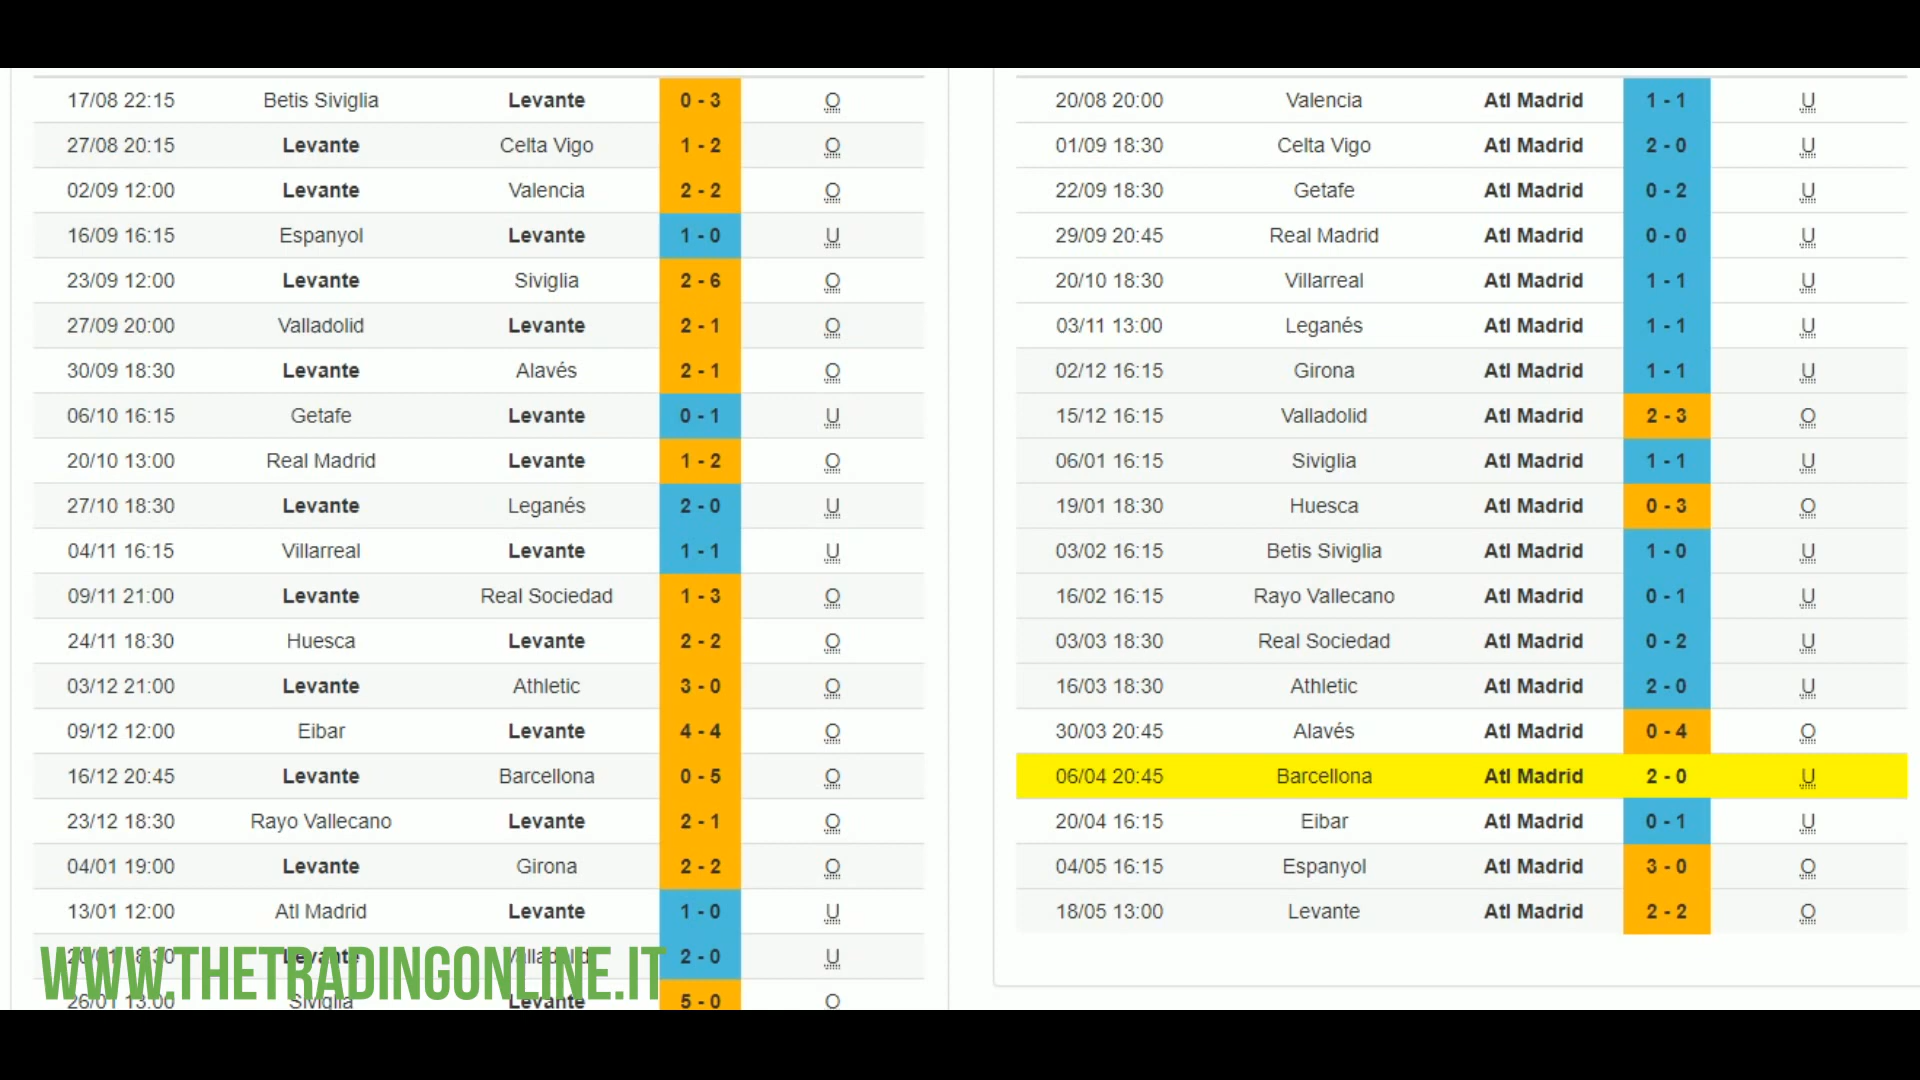 17/08 22:15 Betis Siviglia Levante 0 - 3 O
27/08 20:15 Levante Celta Vigo 1 - 2 O
02/09 12:00 Levante Valencia 2 - 2 O
16/09 16:15 Espanyol Levante 1 - 0 U
23/09 12:00 Levante Siviglia 2 - 6 O
27/09 20:00 Valladolid Levante 2 - 1 O
30/09 18:30 Levante Alavés 2 - 1 O
06/10 16:15 Getafe Levante 0 - 1 U
20/10 13:00 Real Madrid Levante 1 - 2 O
27/10 18:30 Levante Leganés 2 - 0 U
04/11 16:15 Villarreal Levante 1 - 1 U
09/11 21:00 Levante Real Sociedad 1 - 3 O
24/11 18:30 Huesca Levante 2 - 2 O
03/12 21:00 Levante Athletic 3 - 0 O
09/12 12:00 Eibar Levante 4 - 4 O
16/12 20:45 Levante Barcellona 0 - 5 O
23/12 18:30 Rayo Vallecano Levante 2 - 1 O
04/01 19:00 Levante Girona 2 - 2 O
13/01 12:00 Atl Madrid Levante 1 - 0 U
20/01 18:30 Levante Valladolid 2 - 0 U
26/01 13:00 Siviglia Levante 5 - 0 O
WWW.THETRADINGONLINE.IT
20/08 20:00 Valencia Atl Madrid 1 - 1 U
01/09 18:30 Celta Vigo Atl Madrid 2 - 0 U
22/09 18:30 Getafe Atl Madrid 0 - 2 U
29/09 20:45 Real Madrid Atl Madrid 0 - 0 U
20/10 18:30 Villarreal Atl Madrid 1 - 1 U
03/11 13:00 Leganés Atl Madrid 1 - 1 U
02/12 16:15 Girona Atl Madrid 1 - 1 U
15/12 16:15 Valladolid Atl Madrid 2 - 3 O
06/01 16:15 Siviglia Atl Madrid 1 - 1 U
19/01 18:30 Huesca Atl Madrid 0 - 3 O
03/02 16:15 Betis Siviglia Atl Madrid 1 - 0 U
16/02 16:15 Rayo Vallecano Atl Madrid 0 - 1 U
03/03 18:30 Real Sociedad Atl Madrid 0 - 2 U
16/03 18:30 Athletic Atl Madrid 2 - 0 U
30/03 20:45 Alavés Atl Madrid 0 - 4 O
06/04 20:45 Barcellona Atl Madrid 2 - 0 U
20/04 16:15 Eibar Atl Madrid 0 - 1 U
04/05 16:15 Espanyol Atl Madrid 3 - 0 O
18/05 13:00 Levante Atl Madrid 2 - 2 O